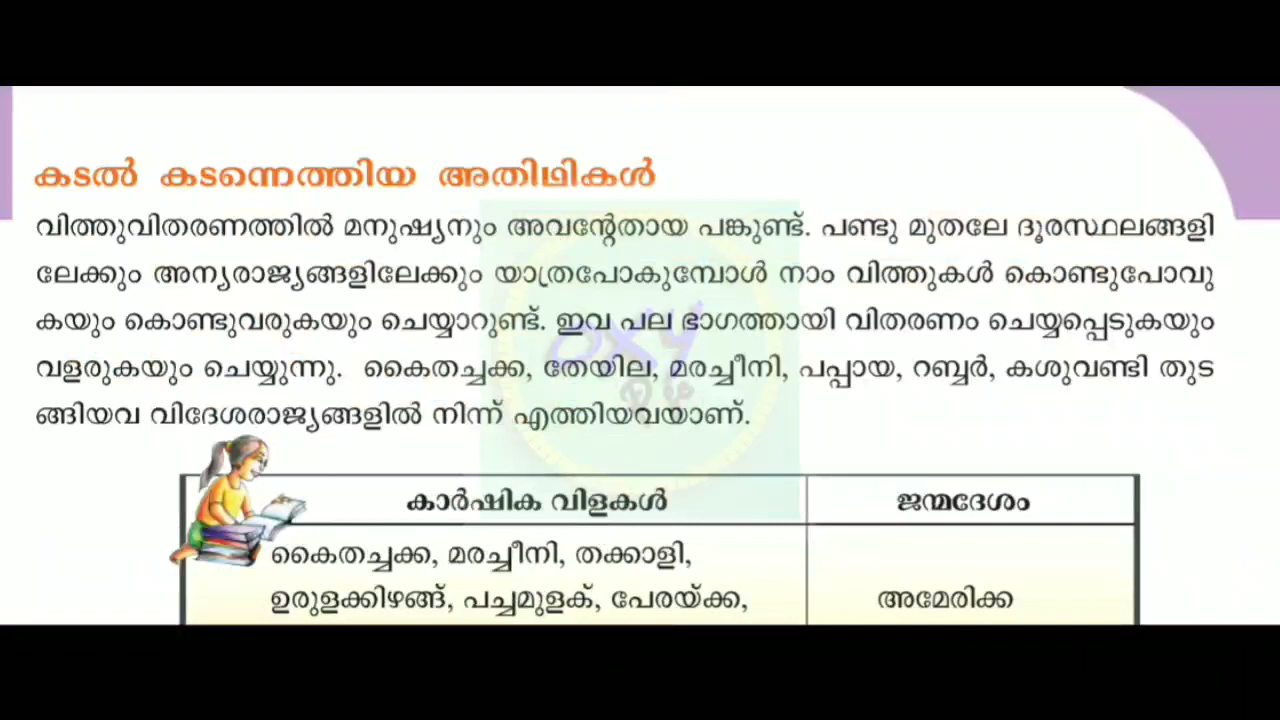 കടൽ കടന്നെത്തിയ അതിഥികൾ
വിത്തുവിതരണത്തിൽ മനുഷ്യനും അവന്റേതായ പങ്കുണ്ട്. പണ്ടു മുതലേ ദൂരസ്ഥലങ്ങളി
ലേക്കും അന്യരാജ്യങ്ങളിലേക്കും യാത്രപോകുമ്പോൾ നാം വിത്തുകൾ കൊണ്ടുപോവു
കയും കൊണ്ടുവരുകയും ചെയ്യാറുണ്ട്. ഇവ പല ഭാഗത്തായി വിതരണം ചെയ്യപ്പെടുകയും
വളരുകയും ചെയ്യുന്നു. കൈതച്ചക്ക, തേയില, മരച്ചീനി, പപ്പായ, റബ്ബർ, കശുവണ്ടി തുട
ങ്ങിയവ വിദേശരാജ്യങ്ങളിൽ നിന്ന് എത്തിയവയാണ്.
കാർഷിക വിളകൾ ജന്മദേശം
കൈതച്ചക്ക, മരച്ചീനി, തക്കാളി,
ഉരുളക്കിഴങ്ങ്, പച്ചമുളക്, പേരയ്ക്ക, അമേരിക്ക
oxy